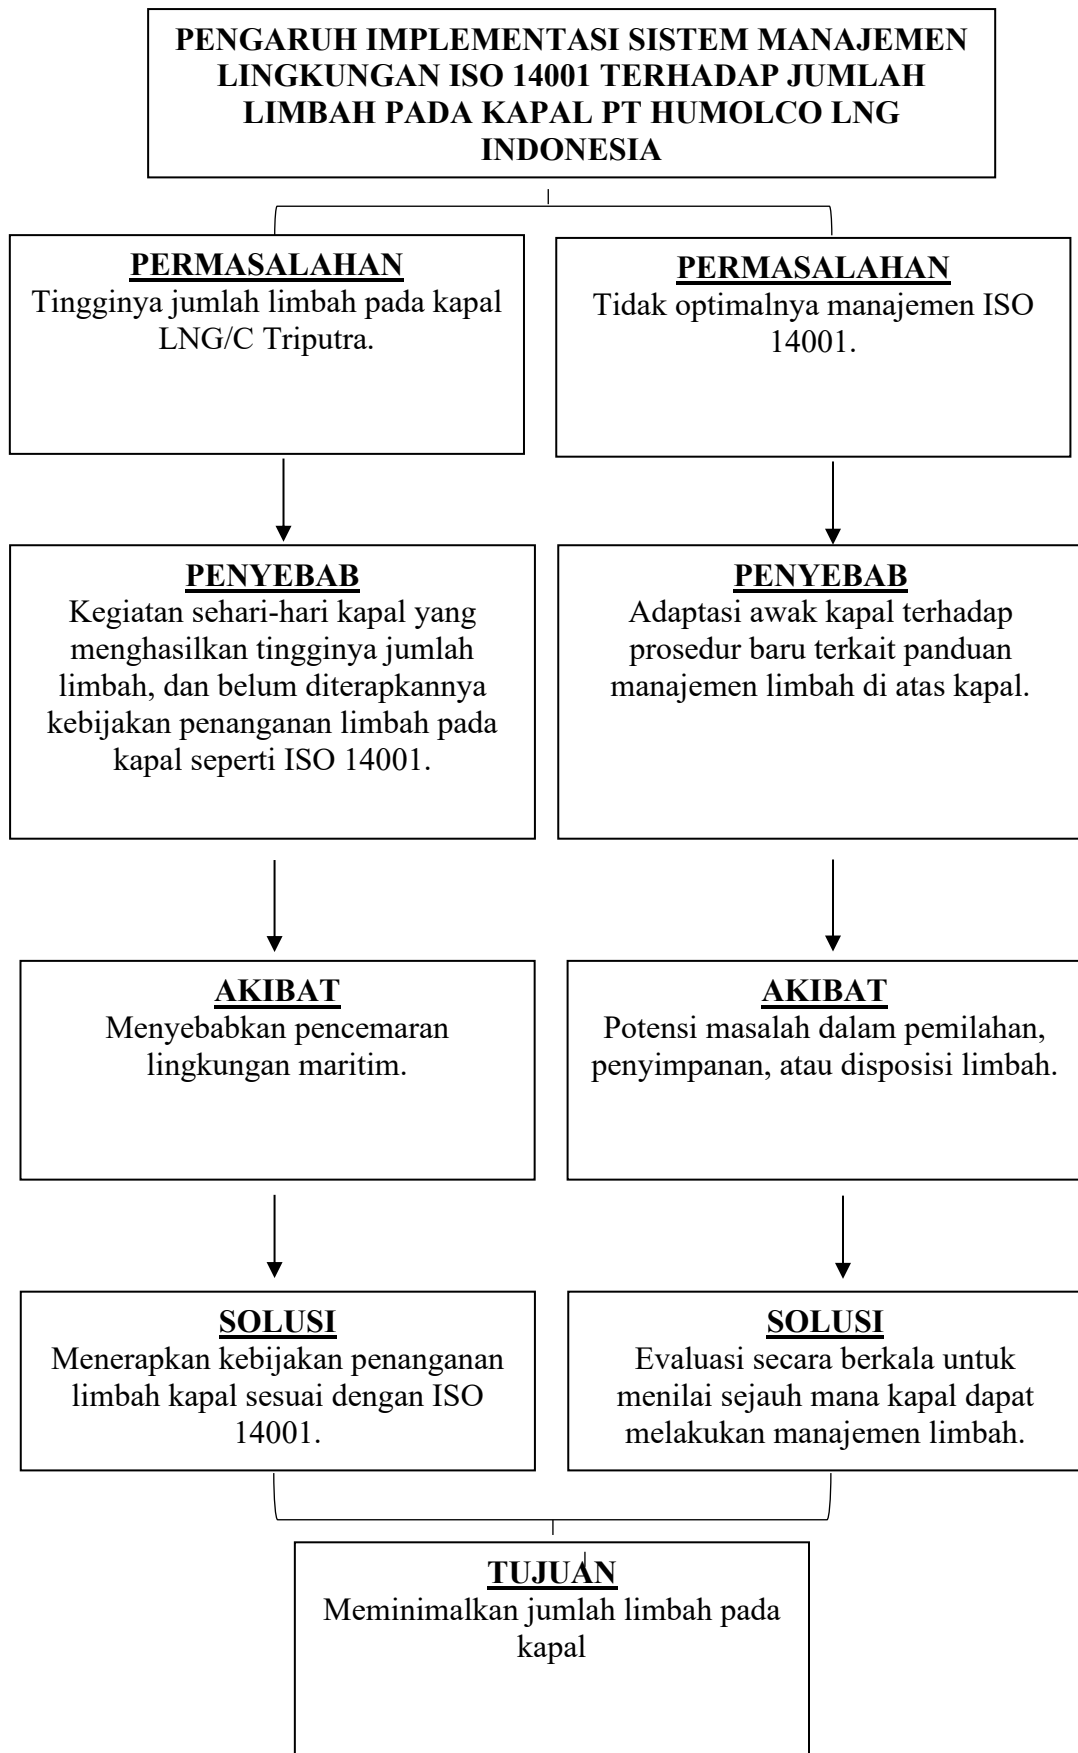 PENGARUH IMPLEMENTASI SISTEM MANAJEMEN
LINGKUNGAN ISO 14001 TERHADAP JUMLAH
LIMBAH PADA KAPAL PT HUMOLCO LNG
INDONESIA
PERMASALAHAN
Tingginya jumlah limbah pada kapal
LNG/C Triputra.
PERMASALAHAN
Tidak optimalnya manajemen ISO
14001.
PENYEBAB
Kegiatan sehari-hari kapal yang
menghasilkan tingginya jumlah
limbah, dan belum diterapkannya
kebijakan penanganan limbah pada
kapal seperti ISO 14001.
PENYEBAB
Adaptasi awak kapal terhadap
prosedur baru terkait panduan
manajemen limbah di atas kapal.
AKIBAT
Menyebabkan pencemaran
lingkungan maritim.
AKIBAT
Potensi masalah dalam pemilahan,
penyimpanan, atau disposisi limbah.
SOLUSI
Menerapkan kebijakan penanganan
limbah kapal sesuai dengan ISO
14001.
SOLUSI
Evaluasi secara berkala untuk
menilai sejauh mana kapal dapat
melakukan manajemen limbah.
TUJUAN
Meminimalkan jumlah limbah pada
kapal